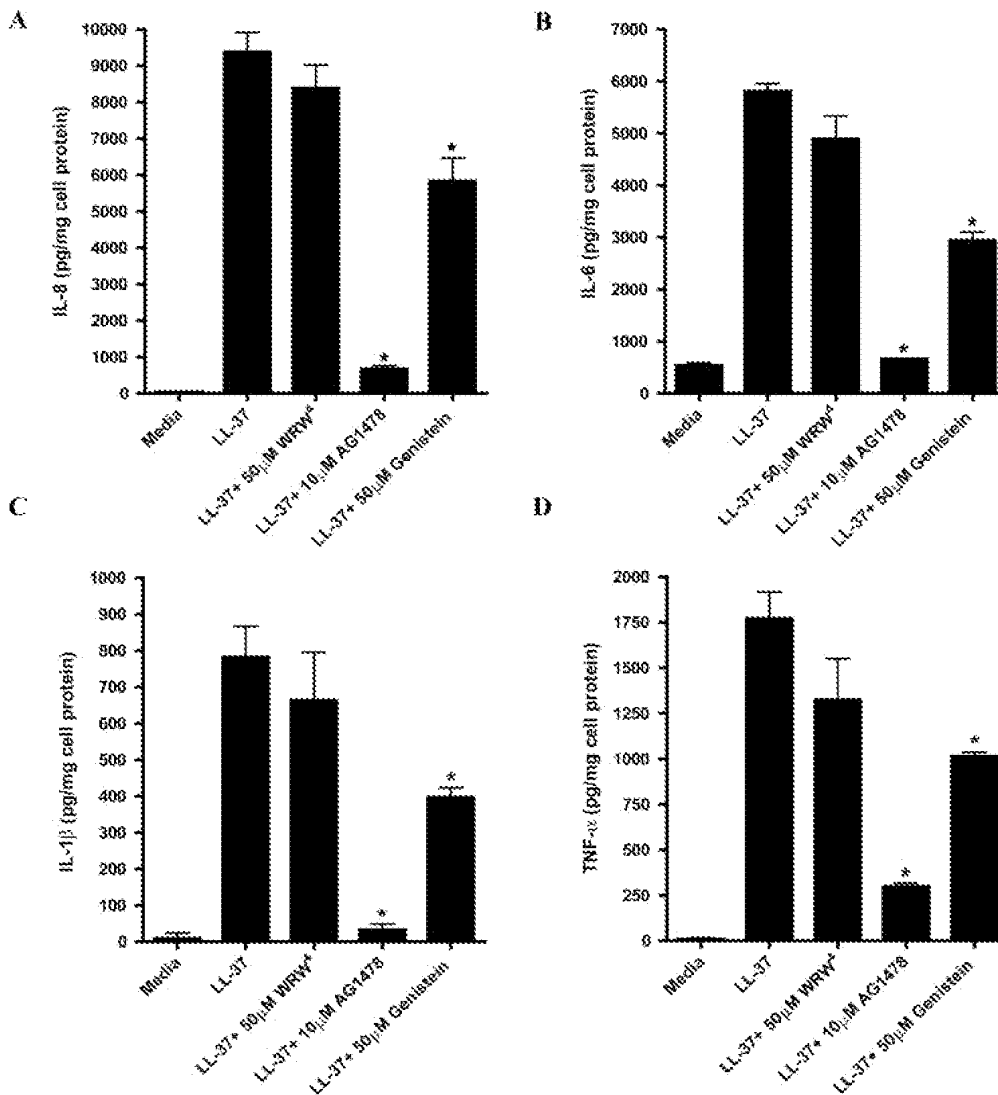 A
IL-8 (pg/mg cell protein)
10000
9000
8000
7000
6000
5000
4000
3000
2000
1000
0
*
*
Media
LL-37
LL-37+ 50μM WRW⁴
LL-37+ 10μM AG1478
LL-37+ 50μM Genistein
B
IL-6 (pg/mg cell protein)
7000
6000
5000
4000
3000
2000
1000
0
*
*
Media
LL-37
LL-37+ 50μM WRW⁴
LL-37+ 10μM AG1478
LL-37+ 50μM Genistein
C
IL-1β (pg/mg cell protein)
1000
900
800
700
600
500
400
300
200
100
0
*
*
Media
LL-37
LL-37+ 50μM WRW⁴
LL-37+ 10μM AG1478
LL-37+ 50μM Genistein
D
TNF-α (pg/mg cell protein)
2000
1750
1500
1250
1000
750
500
250
0
*
*
Media
LL-37
LL-37+ 50μM WRW⁴
LL-37+ 10μM AG1478
LL-37+ 50μM Genistein